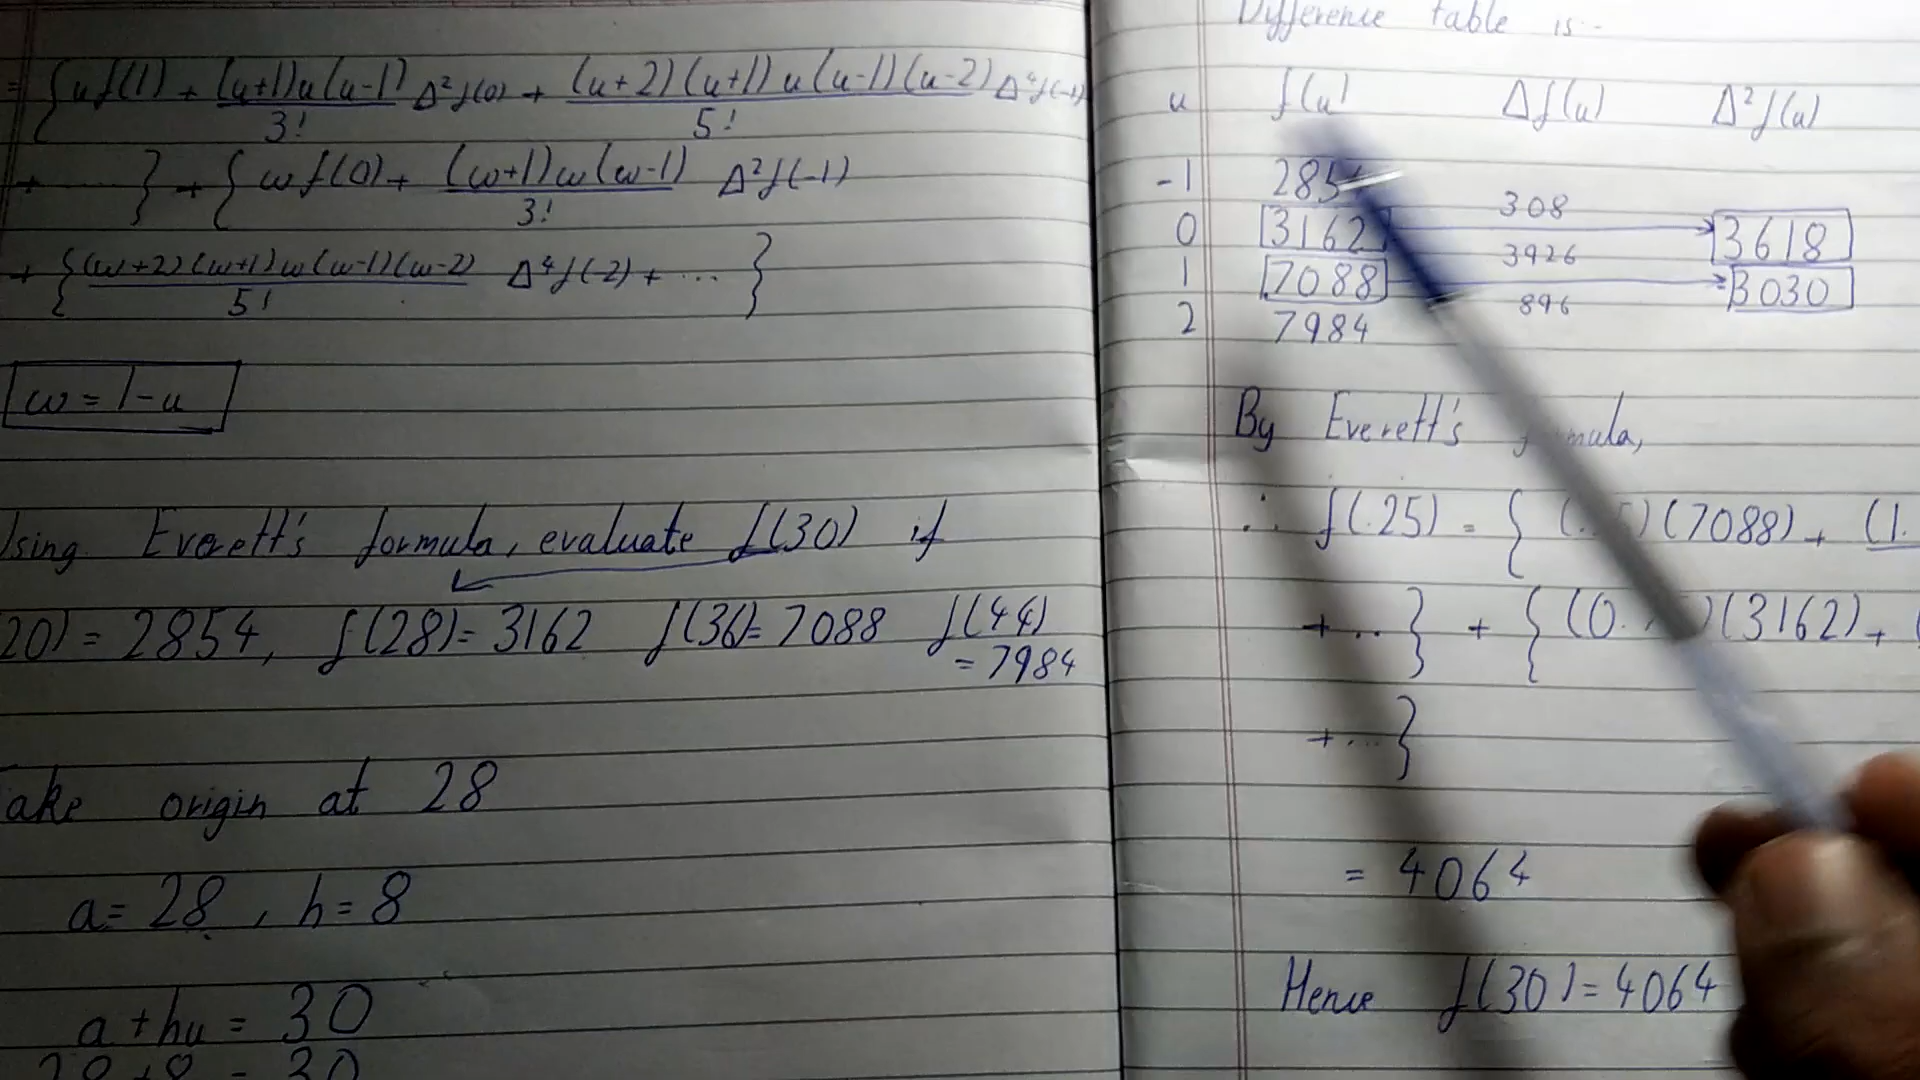 = { u f(1) + (u+1)u(u-1)/3! Δ²f(0) + (u+2)(u+1)u(u-1)(u-2)/5! Δ⁴f(-1)
+ ...... } + { ω f(0) + (ω+1)ω(ω-1)/3! Δ²f(-1)
+ { (ω+2)(ω+1)ω(ω-1)(ω-2)/5! Δ⁴f(-2) + ... }
ω = 1-u
Using Everett's formula, evaluate f(30) if
20) = 2854, f(28) = 3162 f(36) = 7088 f(44)
= 7984
Take origin at 28
a = 28, h = 8
a + hu = 30
Difference table is:-
u f(u) Δf(u) Δ²f(u)
-1 2854
308
0 3162 3618
3926
1 7088 3030
896
2 7984
By Everett's formula,
∴ f(.25) = { ( )(7088) + (1.
+ .. } + { (0. )(3162) +
+ ... }
= 4064
Hence f(30) = 4064